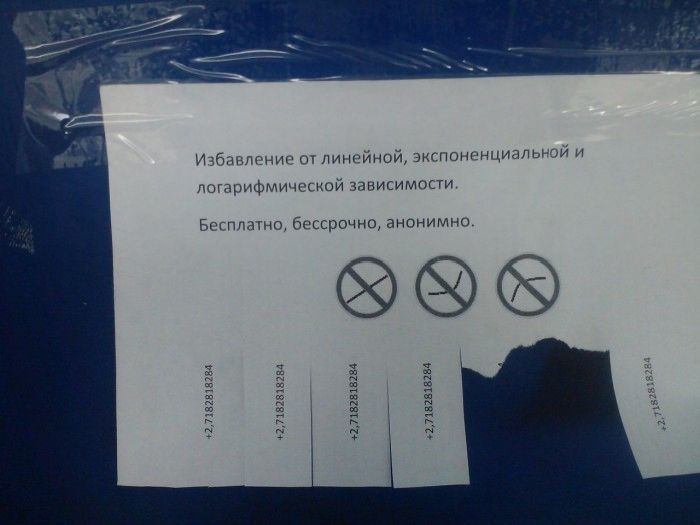 Избавление от линейной, экспоненциальной и
логарифмической зависимости.
Бесплатно, бессрочно, анонимно.
+2,7182818284
+2,7182818284
+2,7182818284
+2,7182818284
+2,7182818284